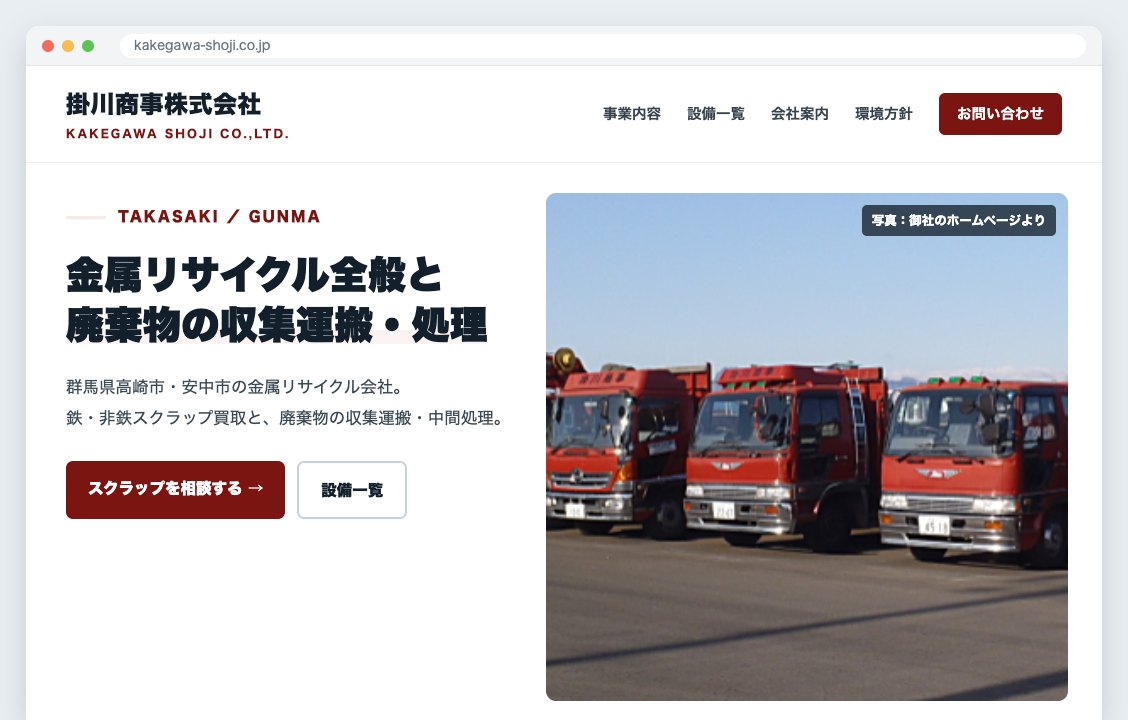 kakegawa-shoji.co.jp
掛川商事株式会社
KAKEGAWA SHOJI CO.,LTD.
事業内容
設備一覧
会社案内
環境方針
お問い合わせ
TAKASAKI / GUNMA
写真：御社のホームページより
金属リサイクル全般と
廃棄物の収集運搬・処理
群馬県高崎市・安中市の金属リサイクル会社。
鉄・非鉄スクラップ買取と、廃棄物の収集運搬・中間処理。
スクラップを相談する →
設備一覧